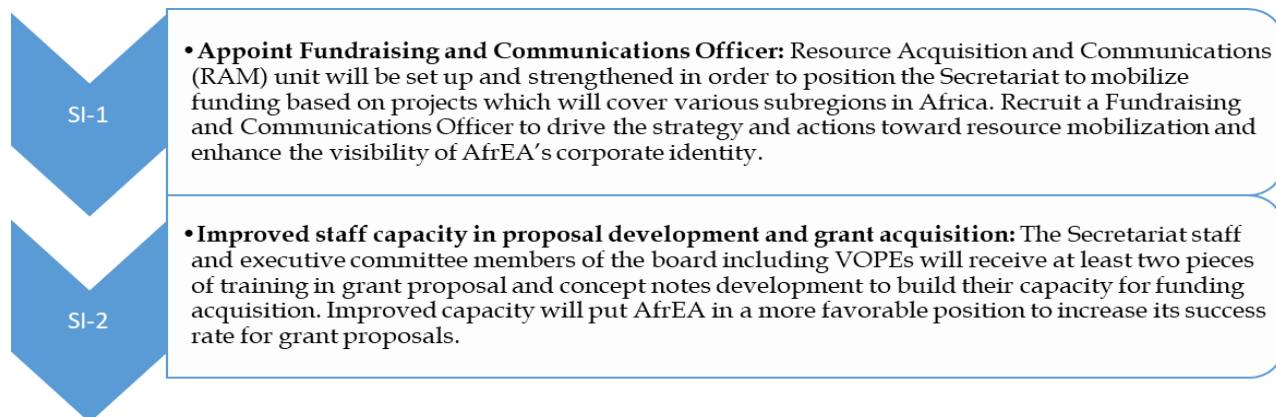 SI-1
•Appoint Fundraising and Communications Officer: Resource Acquisition and Communications
(RAM) unit will be set up and strengthened in order to position the Secretariat to mobilize
funding based on projects which will cover various subregions in Africa. Recruit a Fundraising
and Communications Officer to drive the strategy and actions toward resource mobilization and
enhance the visibility of AfrEA’s corporate identity.
SI-2
•Improved staff capacity in proposal development and grant acquisition: The Secretariat staff
and executive committee members of the board including VOPEs will receive at least two pieces
of training in grant proposal and concept notes development to build their capacity for funding
acquisition. Improved capacity will put AfrEA in a more favorable position to increase its success
rate for grant proposals.